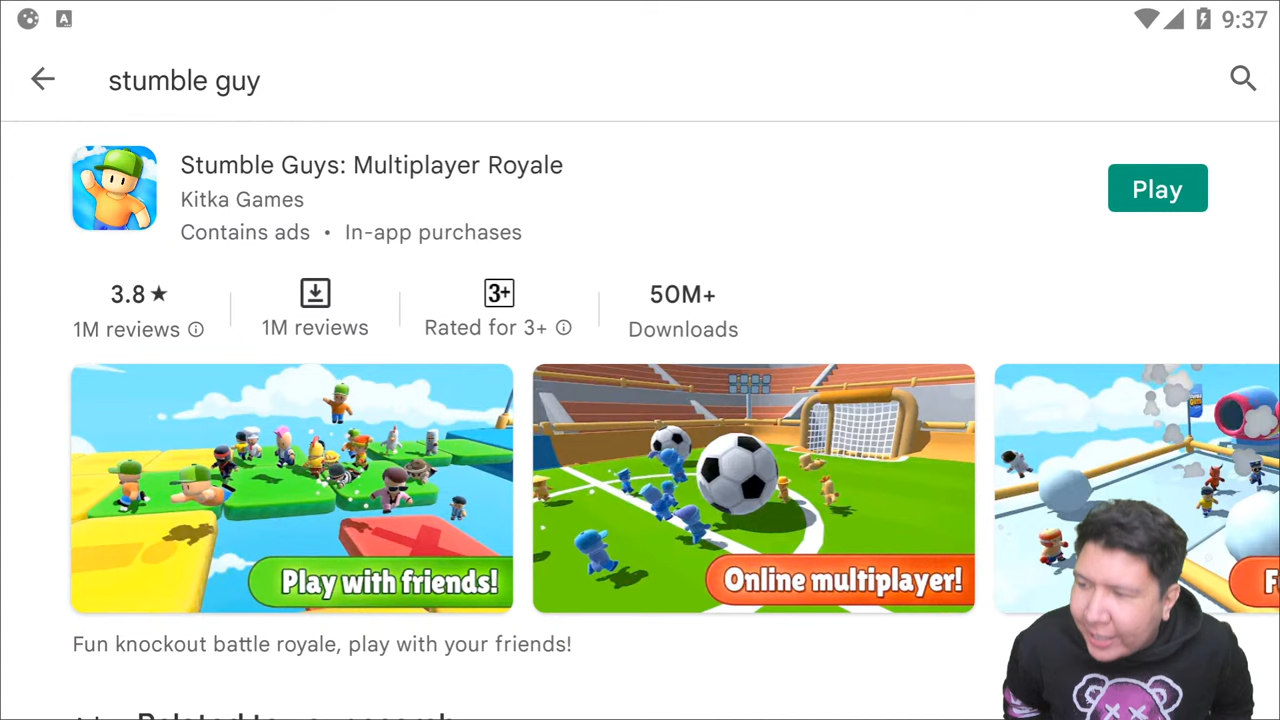 9:37
stumble guy
Stumble Guys: Multiplayer Royale
Kitka Games
Contains ads • In-app purchases
Play
3.8 ★
1M reviews
1M reviews
3+
Rated for 3+
50M+
Downloads
Play with friends!
Online multiplayer!
Fun knockout battle royale, play with your friends!